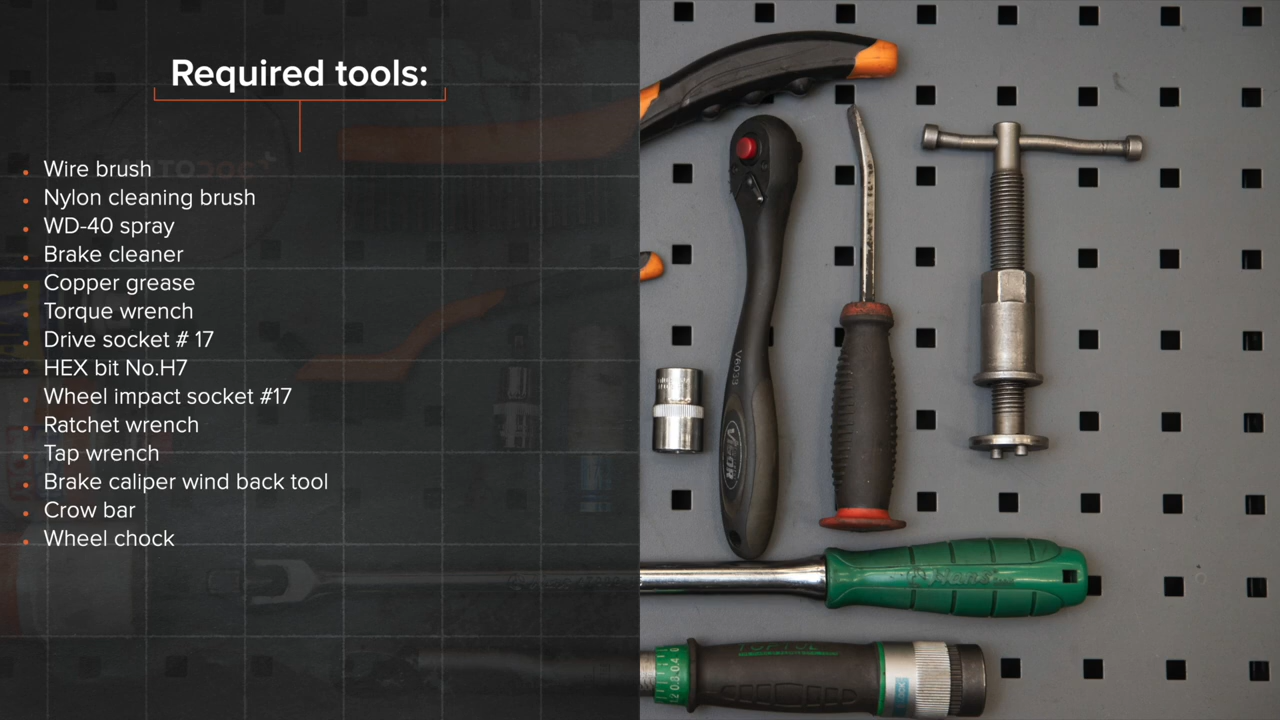 Required tools:
Wire brush
Nylon cleaning brush
WD-40 spray
Brake cleaner
Copper grease
Torque wrench
Drive socket # 17
HEX bit No.H7
Wheel impact socket #17
Ratchet wrench
Tap wrench
Brake caliper wind back tool
Crow bar
Wheel chock
V6033
VIGOR